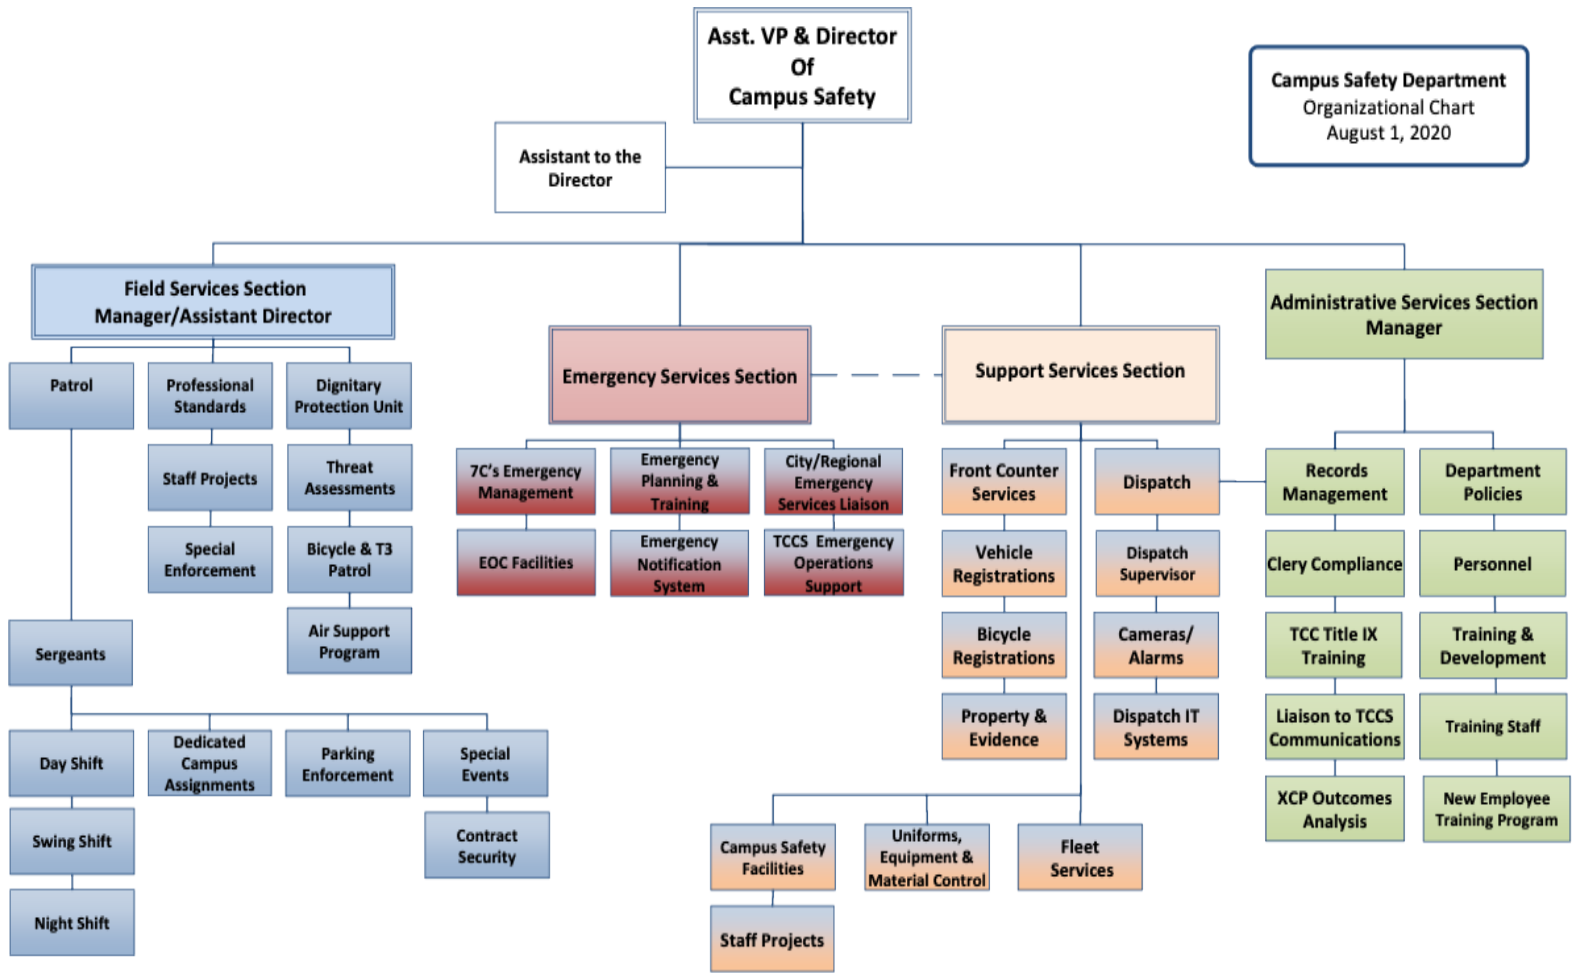 Asst. VP & Director
Of
Campus Safety
Campus Safety Department
Organizational Chart
August 1, 2020
Assistant to the
Director
Field Services Section
Manager/Assistant Director
Emergency Services Section
Support Services Section
Administrative Services Section
Manager
Patrol
Professional
Standards
Dignitary
Protection Unit
Staff Projects
Threat
Assessments
Special
Enforcement
Bicycle & T3
Patrol
Air Support
Program
Sergeants
Day Shift
Dedicated
Campus
Assignments
Parking
Enforcement
Special
Events
Swing Shift
Contract
Security
Night Shift
7C's Emergency
Management
Emergency
Planning &
Training
City/Regional
Emergency
Services Liaison
EOC Facilities
Emergency
Notification
System
TCCS Emergency
Operations
Support
Front Counter
Services
Dispatch
Vehicle
Registrations
Dispatch
Supervisor
Bicycle
Registrations
Cameras/
Alarms
Property &
Evidence
Dispatch IT
Systems
Campus Safety
Facilities
Uniforms,
Equipment &
Material Control
Fleet
Services
Staff Projects
Records
Management
Department
Policies
Clery Compliance
Personnel
TCC Title IX
Training
Training &
Development
Liaison to TCCS
Communications
Training Staff
XCP Outcomes
Analysis
New Employee
Training Program